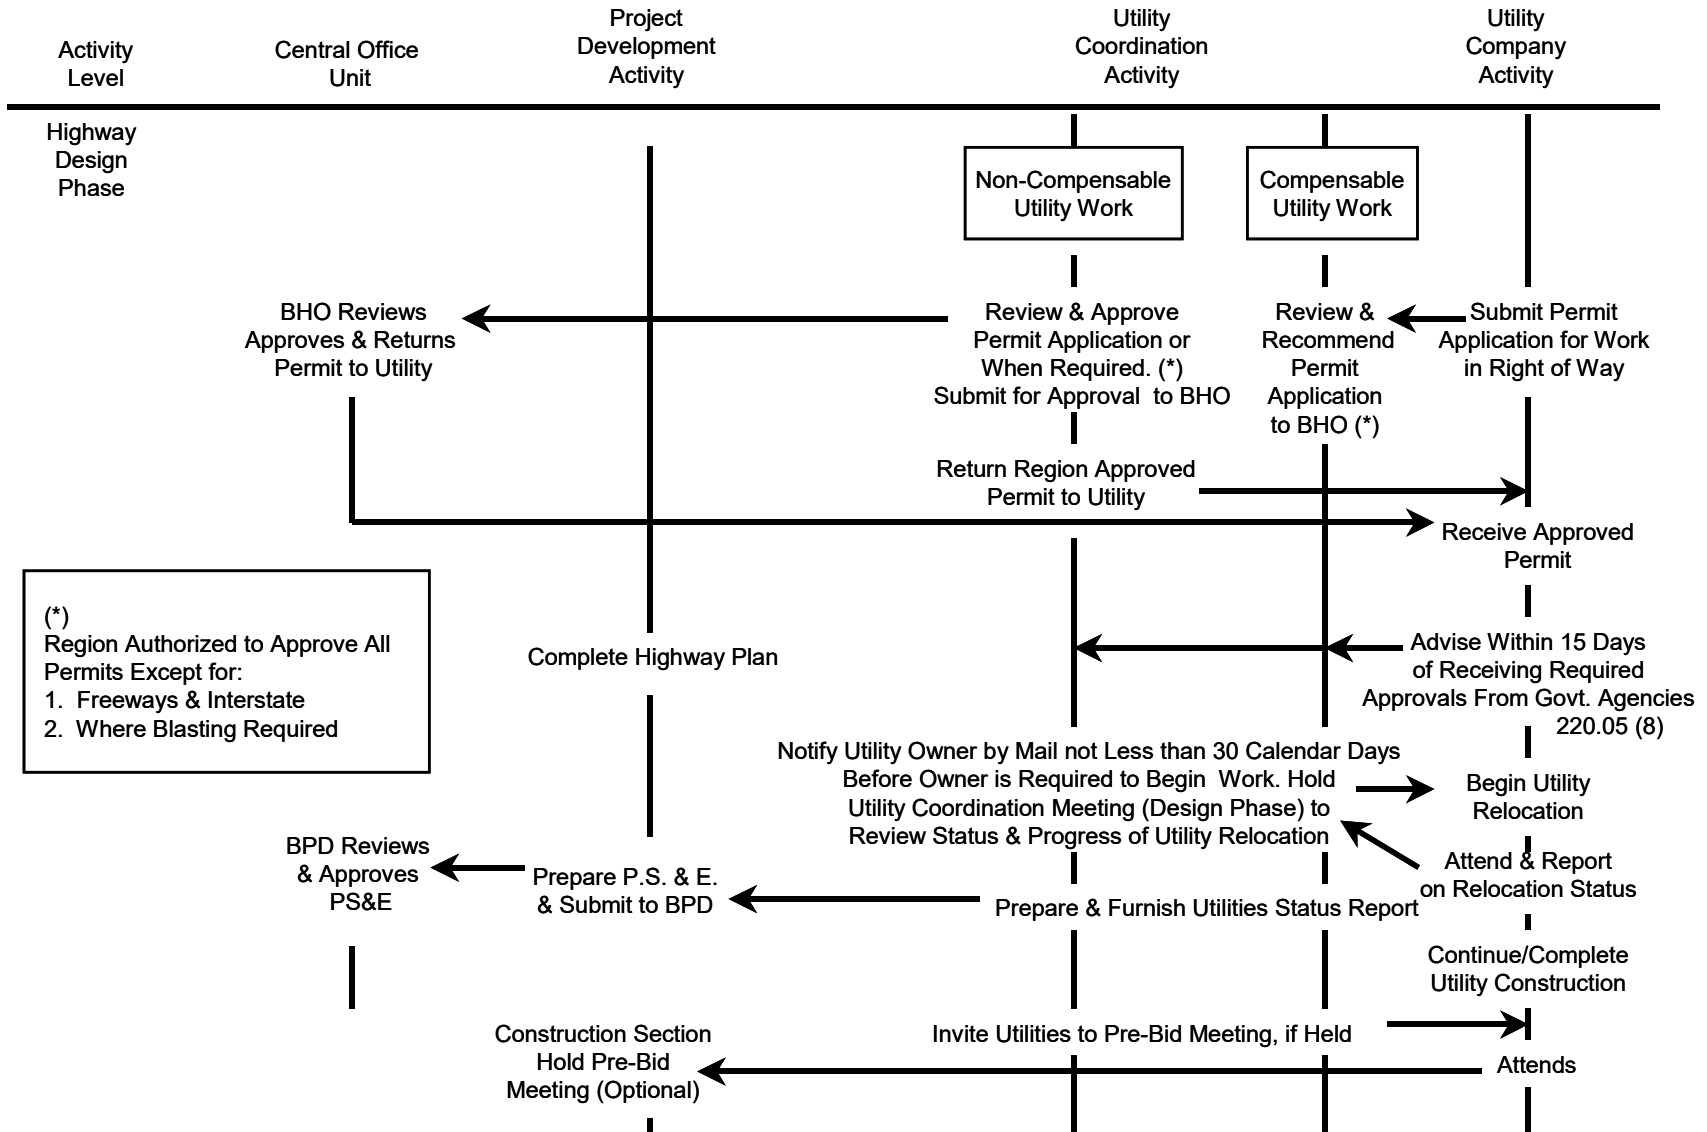 Activity
Level
Central Office
Unit
Project
Development
Activity
Utility
Coordination
Activity
Utility
Company
Activity
Highway
Design
Phase
Non-Compensable
Utility Work
Compensable
Utility Work
BHO Reviews
Approves & Returns
Permit to Utility
Review & Approve
Permit Application or
When Required. (*)
Submit for Approval  to BHO
Review &
Recommend
Permit
Application
to BHO (*)
Submit Permit
Application for Work
in Right of Way
Return Region Approved
Permit to Utility
Receive Approved
Permit
(*)
Region Authorized to Approve All
Permits Except for:
1.  Freeways & Interstate
2.  Where Blasting Required
Complete Highway Plan
Advise Within 15 Days
of Receiving Required
Approvals From Govt. Agencies
220.05 (8)
Notify Utility Owner by Mail not Less than 30 Calendar Days
Before Owner is Required to Begin  Work. Hold
Utility Coordination Meeting (Design Phase) to
Review Status & Progress of Utility Relocation
Begin Utility
Relocation
BPD Reviews
& Approves
PS&E
Prepare P.S. & E.
& Submit to BPD
Attend & Report
on Relocation Status
Prepare & Furnish Utilities Status Report
Continue/Complete
Utility Construction
Construction Section
Hold Pre-Bid
Meeting (Optional)
Invite Utilities to Pre-Bid Meeting, if Held
Attends